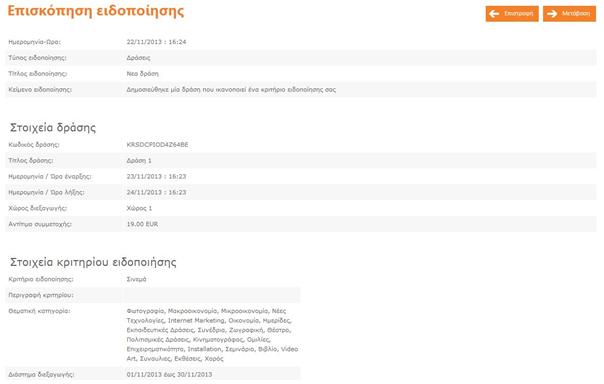 Επισκόπηση ειδοποίησης
Επιστροφή
Μετάβαση
Ημερομηνία-Ώρα: 22/11/2013 : 16:24
Τύπος ειδοποίησης: Δράσεις
Τίτλος ειδοποίησης: Νεα δράση
Κείμενο ειδοποίησης: Δημοσιεύθηκε μία δράση που ικανοποιεί ένα κριτήριο ειδοποίησης σας
Στοιχεία δράσης
Κωδικός δράσης: KRSDCPIOD4Z64BE
Τίτλος δράσης: Δράση 1
Ημερομηνία / Ώρα έναρξης: 23/11/2013 : 16:23
Ημερομηνία / Ώρα λήξης: 24/11/2013 : 16:23
Χώρος διεξαγωγής: Χώρος 1
Αντίτιμο συμμετοχής: 19.00 EUR
Στοιχεία κριτηρίου ειδοποιήσης
Κριτήριο ειδοποίησης: Σινεμά
Περιγραφή κριτηρίου:
Θεματική κατηγορία: Φωτογραφία, Μακροοικονομία, Μικροοικονομία, Νέες
Τεχνολογίες, Internet Marketing, Οικονομία, Ημερίδες,
Εκπαιδευτικές Δράσεις, Συνέδρια, Ζωγραφική, Θέατρο,
Πολιτισμικές Δράσεις, Κινηματογράφος, Ομιλίες,
Επιχειρηματικότητα, Installation, Σεμινάριο, Βιβλίο, Video
Art, Συναυλιες, Εκθέσεις, Χορός
Διάστημα διεξαγωγής: 01/11/2013 έως 30/11/2013